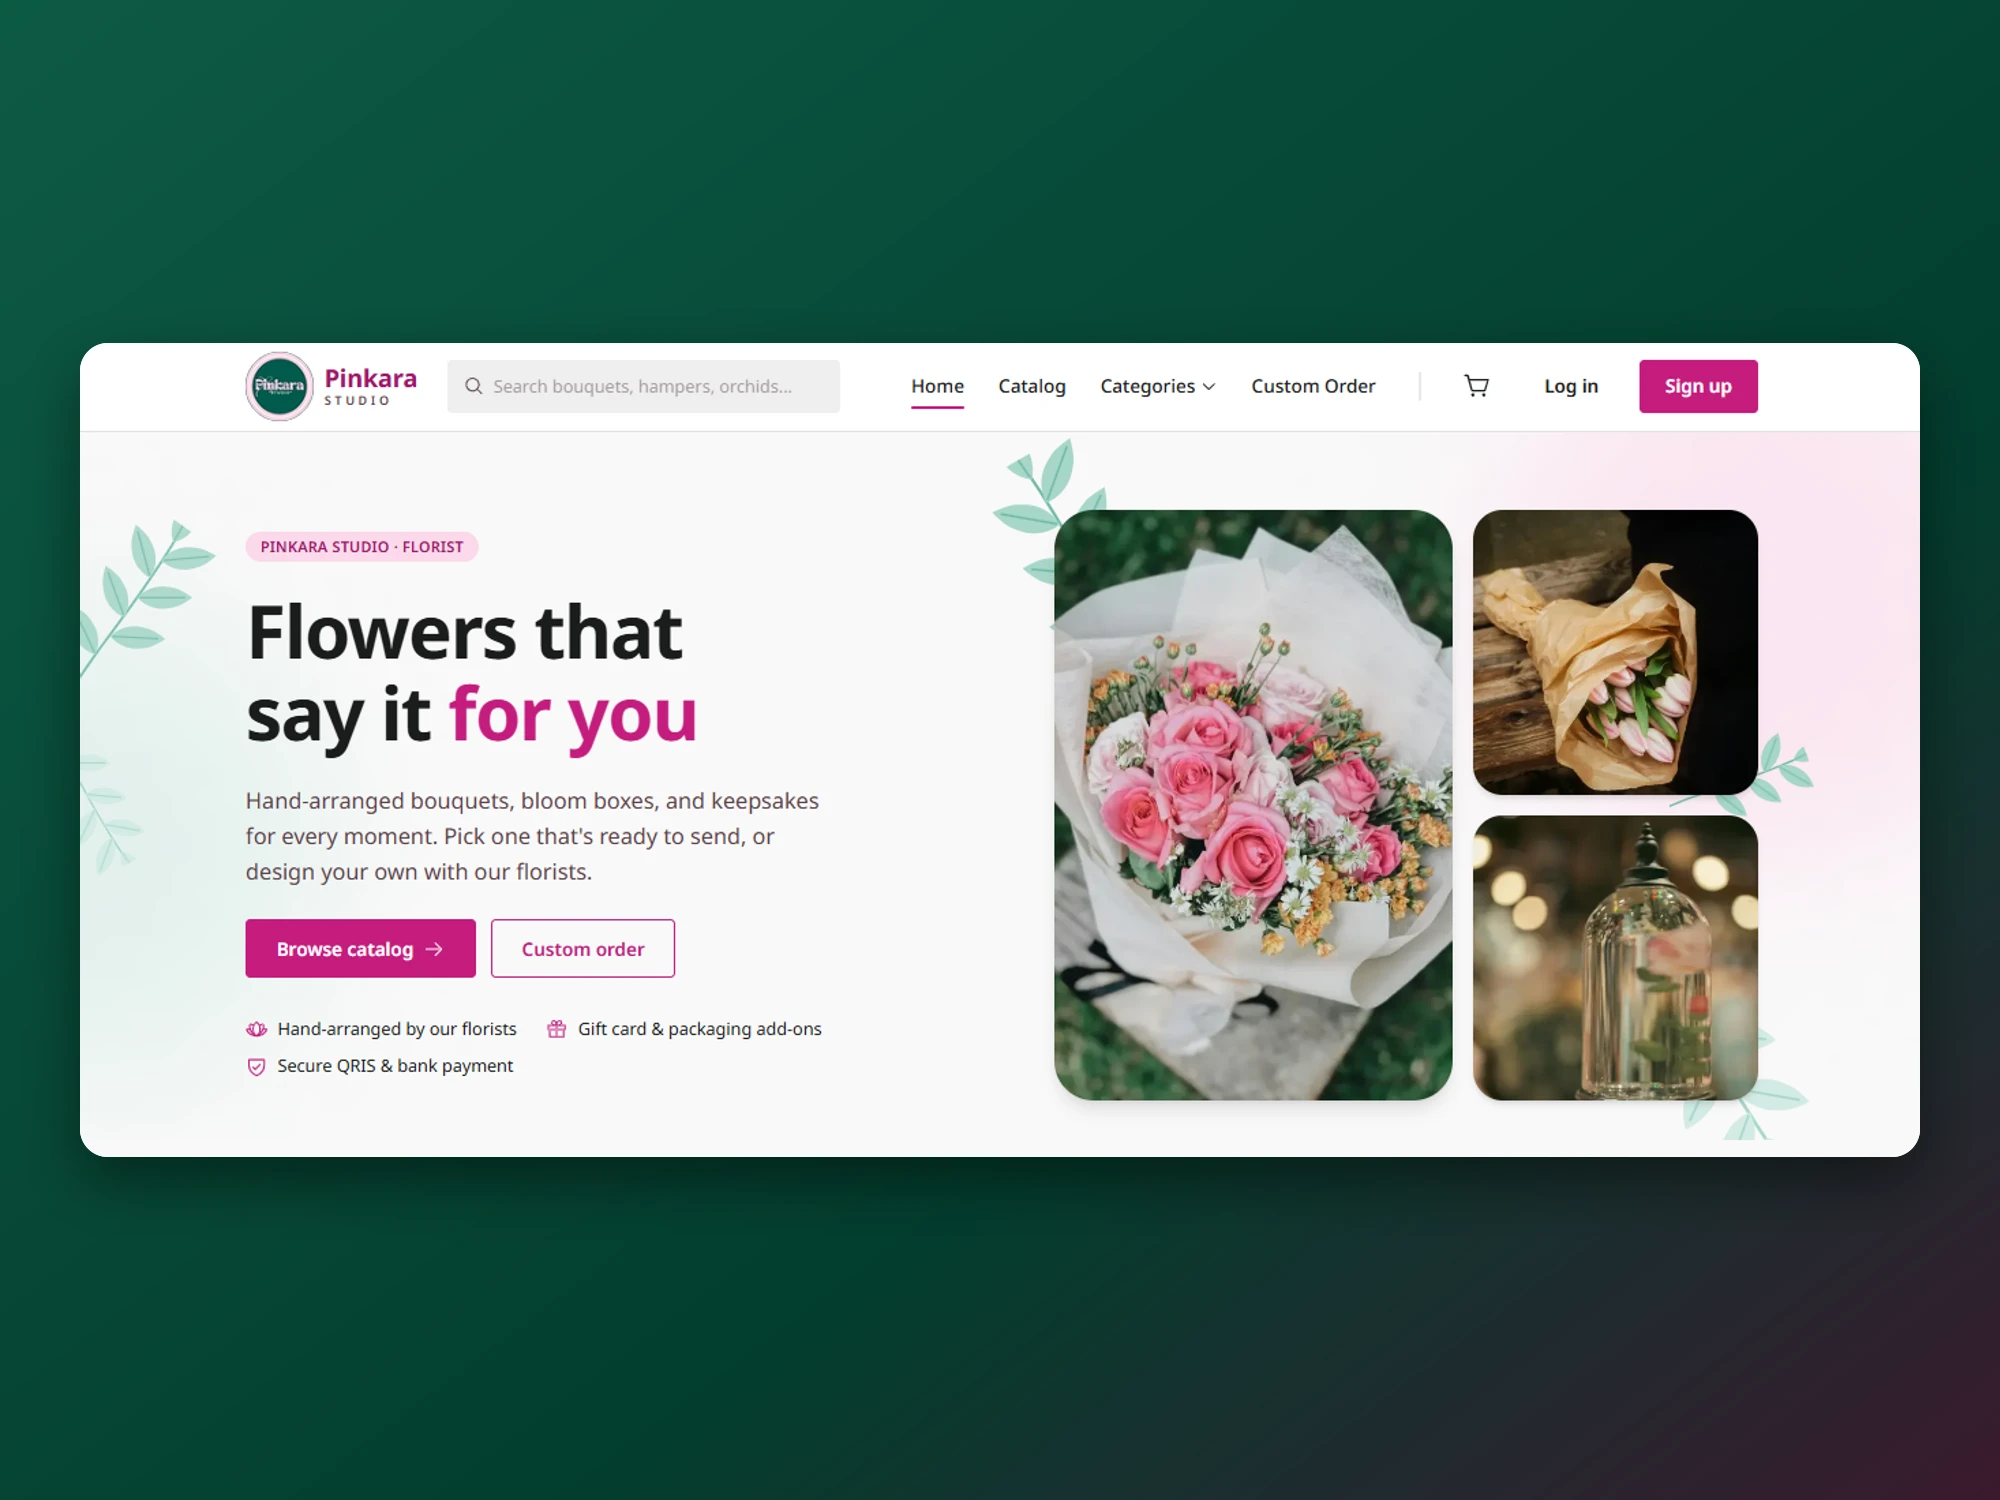 Pinkara
Pinkara
STUDIO
Search bouquets, hampers, orchids...
Home
Catalog
Categories
Custom Order
Log in
Sign up
PINKARA STUDIO · FLORIST
Flowers that
say it for you
Hand-arranged bouquets, bloom boxes, and keepsakes
for every moment. Pick one that's ready to send, or
design your own with our florists.
Browse catalog →
Custom order
Hand-arranged by our florists
Gift card & packaging add-ons
Secure QRIS & bank payment